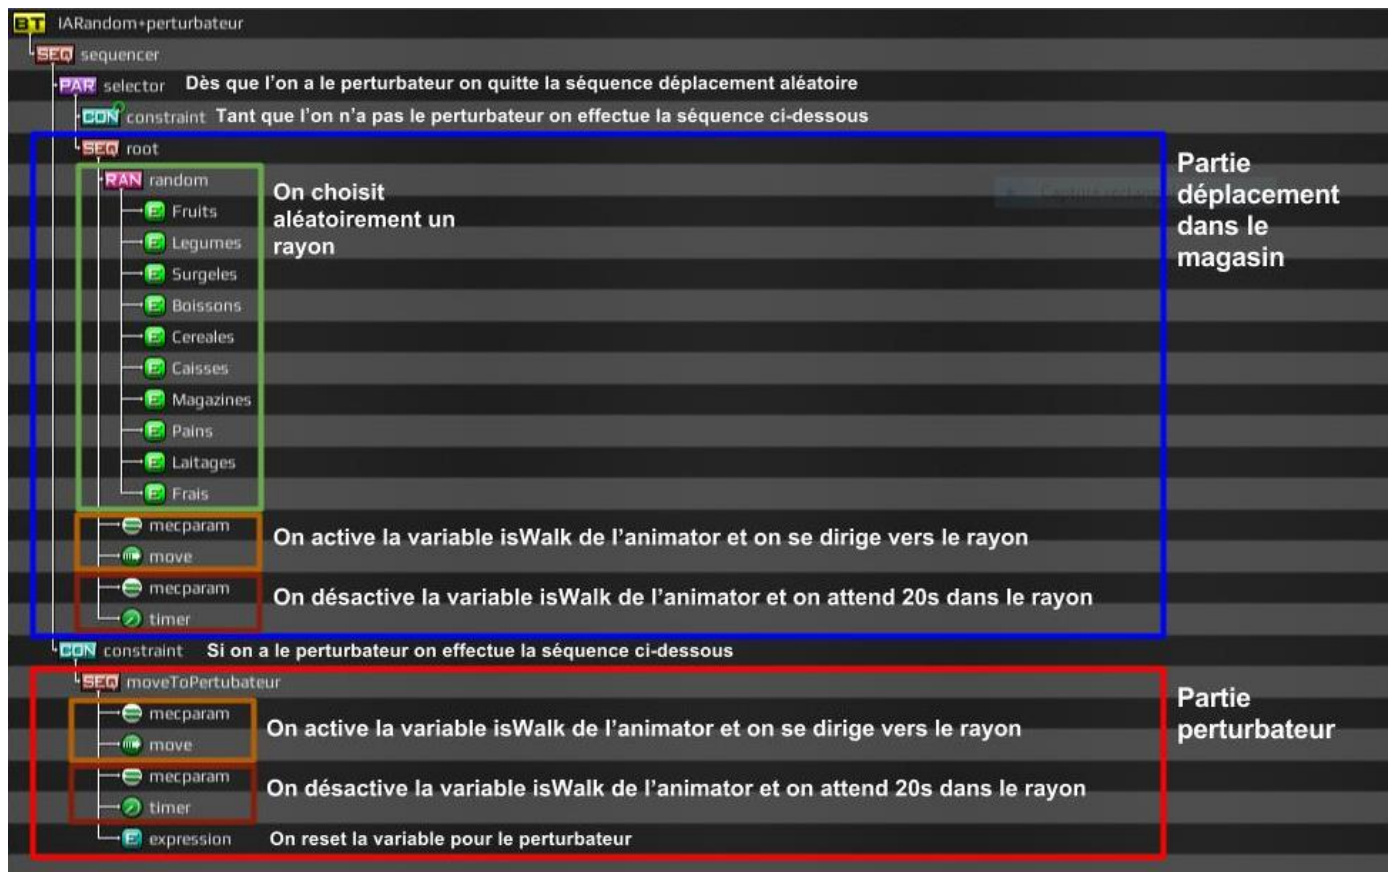 BT IARandom+perturbateur
SEQ sequencer
PAR selector Dès que l'on a le perturbateur on quitte la séquence déplacement aléatoire
CON constraint Tant que l'on n'a pas le perturbateur on effectue la séquence ci-dessous
SEQ root
Partie
déplacement
dans le
magasin
RAN random
On choisit
aléatoirement un
rayon
E Fruits
E Legumes
E Surgeles
E Boissons
E Cereales
E Caisses
E Magazines
E Pains
E Laitages
E Frais
mecparam
move
On active la variable isWalk de l'animator et on se dirige vers le rayon
mecparam
timer
On désactive la variable isWalk de l'animator et on attend 20s dans le rayon
CON constraint Si on a le perturbateur on effectue la séquence ci-dessous
SEQ moveToPertubateur
Partie
perturbateur
mecparam
move
On active la variable isWalk de l'animator et on se dirige vers le rayon
mecparam
timer
On désactive la variable isWalk de l'animator et on attend 20s dans le rayon
E expression On reset la variable pour le perturbateur